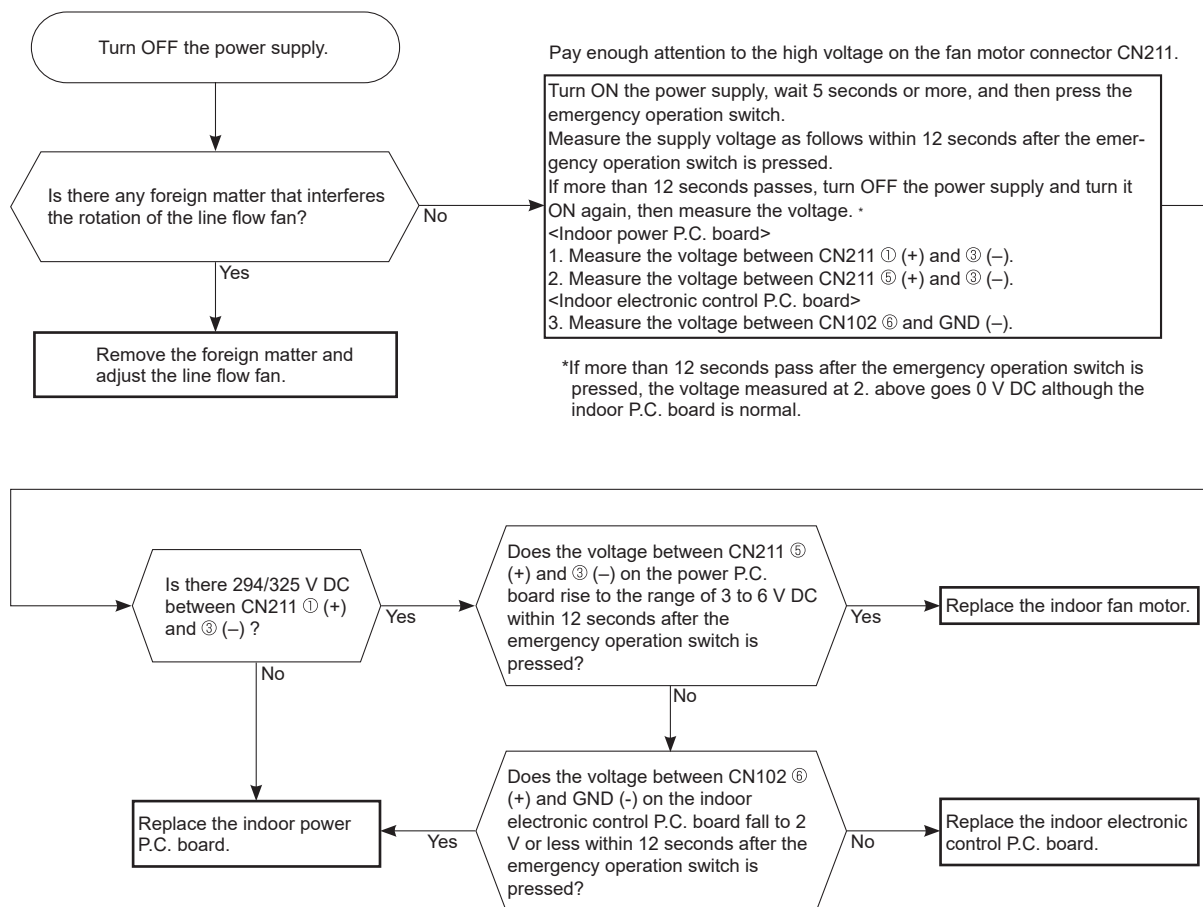 Turn OFF the power supply.
Pay enough attention to the high voltage on the fan motor connector CN211.
Is there any foreign matter that interferes
the rotation of the line flow fan?
No
Yes
Remove the foreign matter and
adjust the line flow fan.
Turn ON the power supply, wait 5 seconds or more, and then press the
emergency operation switch.
Measure the supply voltage as follows within 12 seconds after the emer-
gency operation switch is pressed.
If more than 12 seconds passes, turn OFF the power supply and turn it
ON again, then measure the voltage. *
<Indoor power P.C. board>
1. Measure the voltage between CN211 ① (+) and ③ (–).
2. Measure the voltage between CN211 ⑤ (+) and ③ (–).
<Indoor electronic control P.C. board>
3. Measure the voltage between CN102 ⑥ and GND (–).
*If more than 12 seconds pass after the emergency operation switch is
pressed, the voltage measured at 2. above goes 0 V DC although the
indoor P.C. board is normal.
Is there 294/325 V DC
between CN211 ① (+)
and ③ (–) ?
Yes
No
Does the voltage between CN211 ⑤
(+) and ③ (–) on the power P.C.
board rise to the range of 3 to 6 V DC
within 12 seconds after the
emergency operation switch is
pressed?
Yes
No
Replace the indoor fan motor.
Does the voltage between CN102 ⑥
(+) and GND (-) on the indoor
electronic control P.C. board fall to 2
V or less within 12 seconds after the
emergency operation switch is
pressed?
Yes
No
Replace the indoor power
P.C. board.
Replace the indoor electronic
control P.C. board.